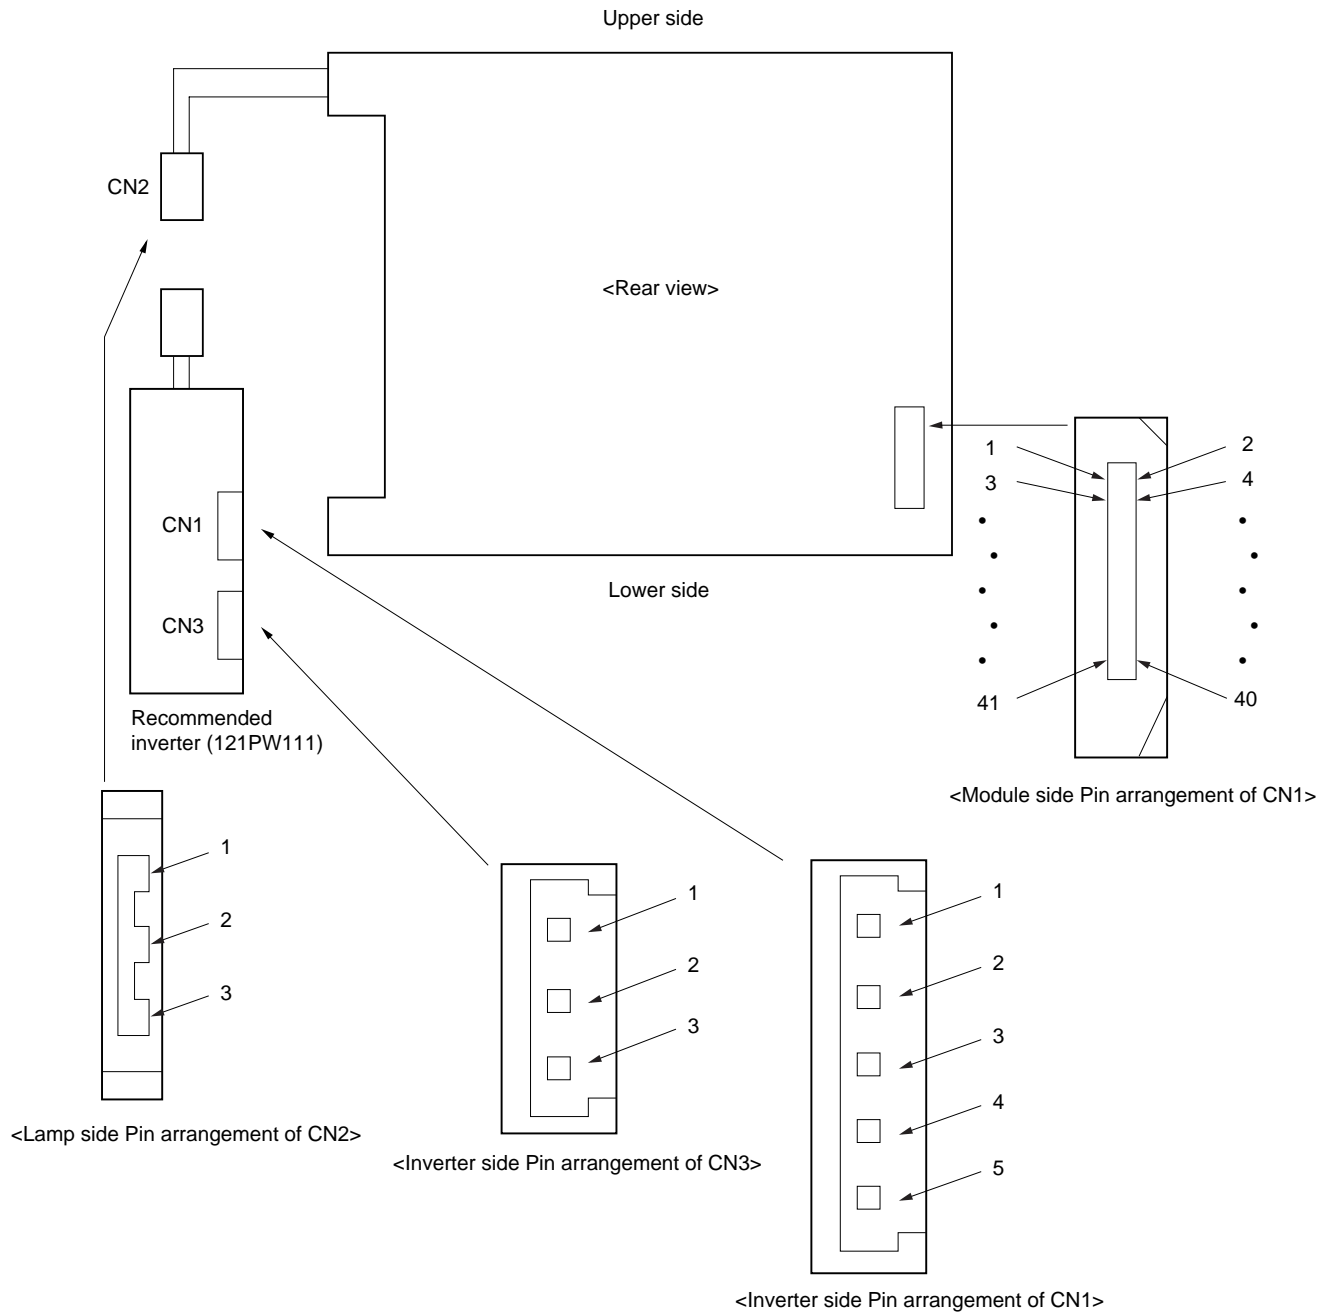 Upper side
CN2
<Rear view>
1
2
3
4
CN1
Lower side
CN3
41
40
Recommended
inverter (121PW111)
<Module side Pin arrangement of CN1>
1
2
3
<Lamp side Pin arrangement of CN2>
1
2
3
<Inverter side Pin arrangement of CN3>
1
2
3
4
5
<Inverter side Pin arrangement of CN1>